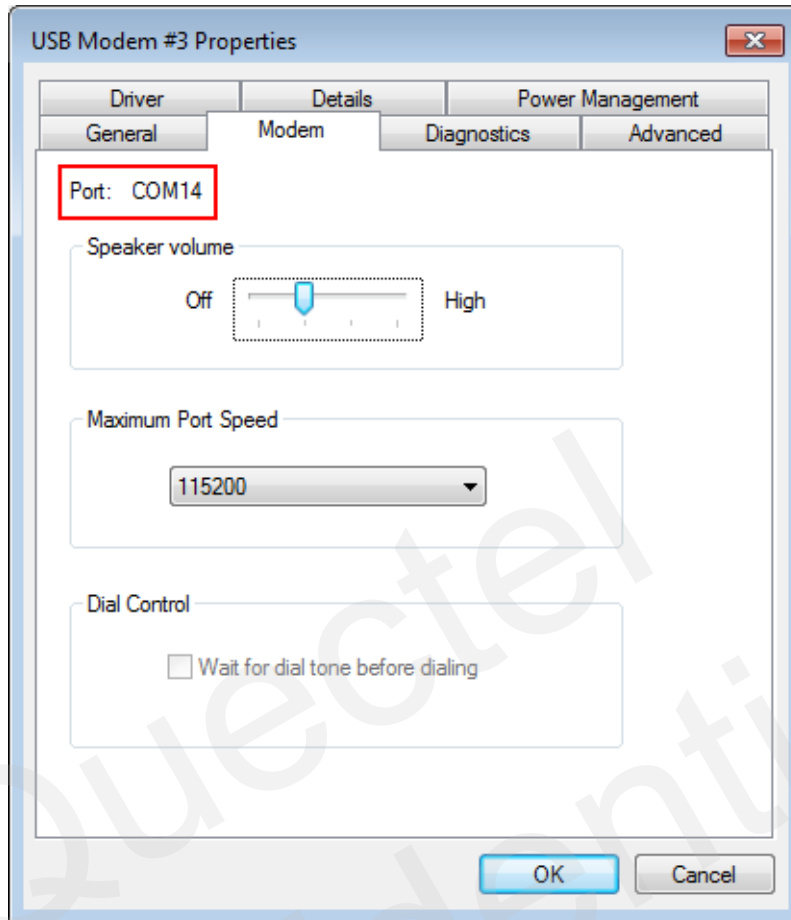 USB Modem #3 Properties
Driver Details Power Management
General Modem Diagnostics Advanced
Port: COM14
Speaker volume
Off High
Maximum Port Speed
115200
Dial Control
Wait for dial tone before dialing
Quectel
OK Cancel